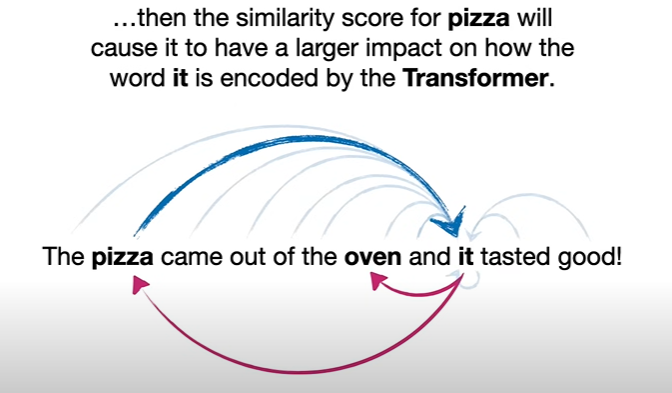 ...then the similarity score for pizza will
cause it to have a larger impact on how the
word it is encoded by the Transformer.
The pizza came out of the oven and it tasted good!